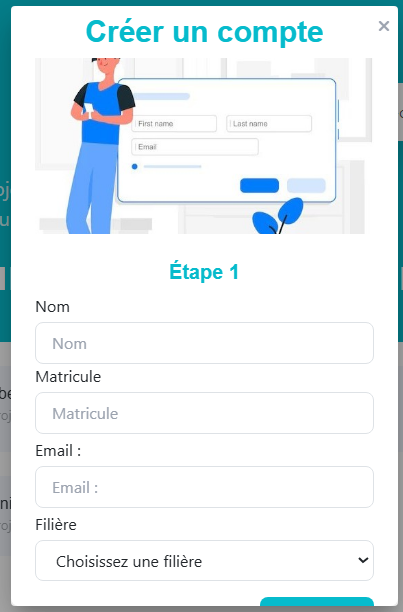 Créer un compte
×
First name
Last name
Email
Étape 1
Nom
Nom
Matricule
Matricule
Email :
Email :
Filière
Choisissez une filière